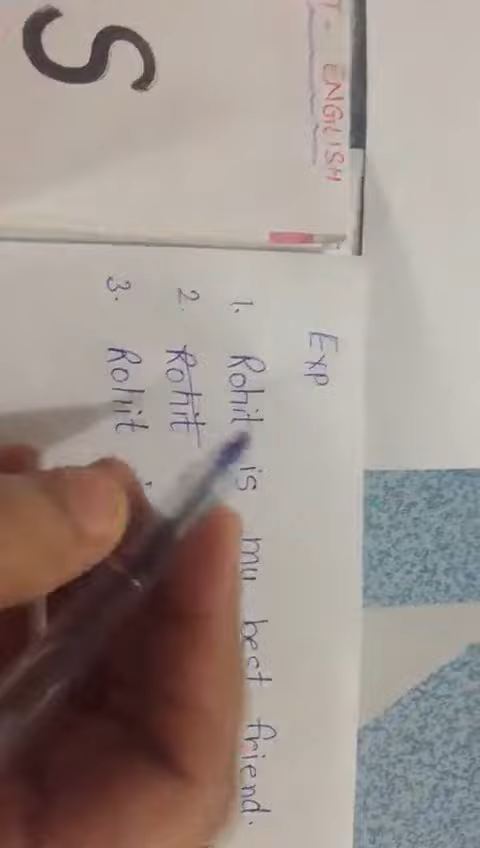 ENGLISH
S
Exp
1. Rohit is my best friend.
2. Rohit
3. Rohit